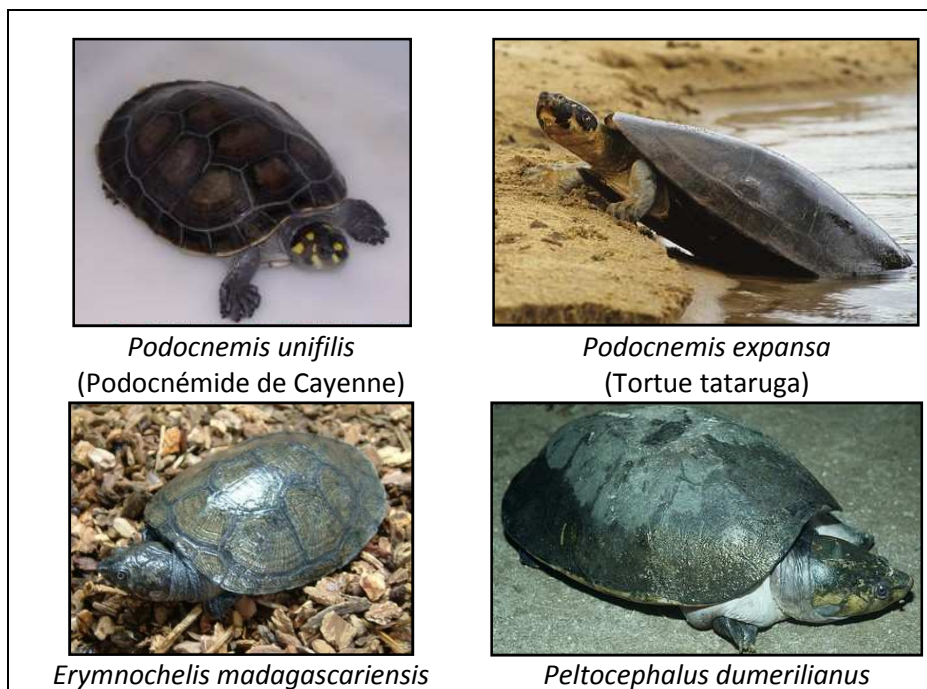 Podocnemis unifilis
(Podocnémide de Cayenne)
Podocnemis expansa
(Tortue tataruga)
Erymnochelis madagascariensis
Peltocephalus dumerilianus